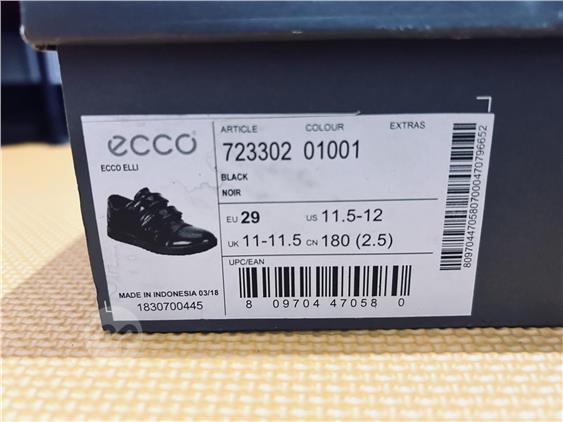 ecco
ECCO ELLI
MADE IN INDONESIA 03/18
1830700445
ARTICLE COLOUR EXTRAS
723302 01001
BLACK
NOIR
EU 29 US 11.5-12
UK 11-11.5 CN 180 (2.5)
UPC/EAN
8 09704 47058 0
8097044705807000470796652